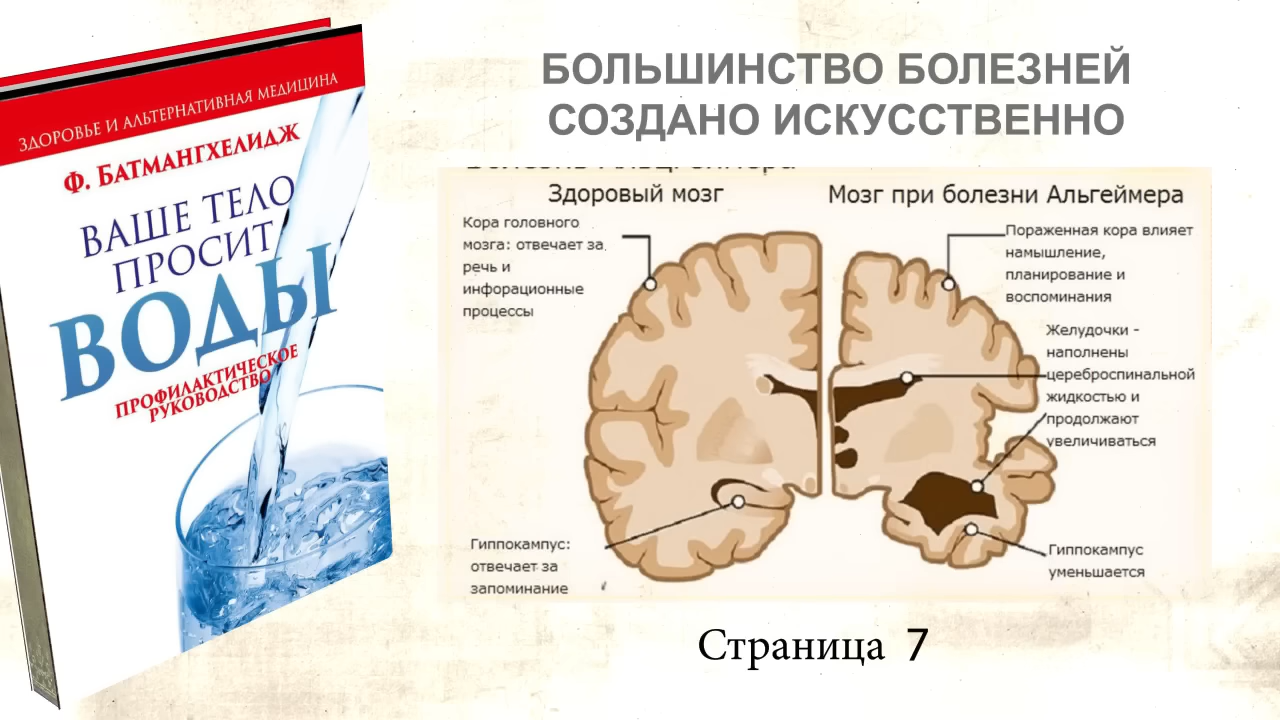 ЗДОРОВЬЕ И АЛЬТЕРНАТИВНАЯ МЕДИЦИНА
Ф. БАТМАНГХЕЛИДЖ
ВАШЕ ТЕЛО
ПРОСИТ
ВОДЫ
ПРОФИЛАКТИЧЕСКОЕ
РУКОВОДСТВО
БОЛЬШИНСТВО БОЛЕЗНЕЙ
СОЗДАНО ИСКУССТВЕННО
Здоровый мозг
Кора головного
мозга: отвечает за
речь и
инфорационные
процессы
Гиппокампус:
отвечает за
запоминание
Мозг при болезни Альгеймера
Пораженная кора влияет
намышление,
планирование и
воспоминания
Желудочки -
наполнены
цереброспинальной
жидкостью и
продолжают
увеличиваться
Гиппокампус
уменьшается
Страница 7